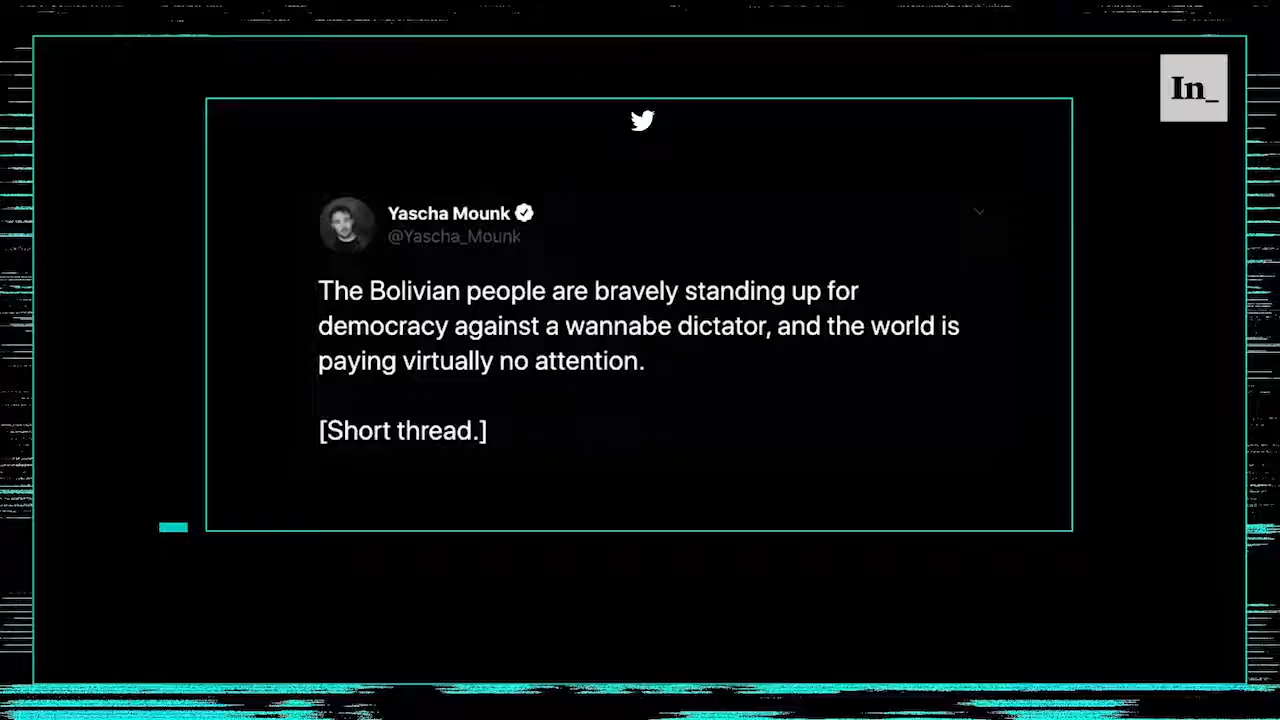 In_
Yascha Mounk
@Yascha_Mounk
The Bolivian people are bravely standing up for
democracy against a wannabe dictator, and the world is
paying virtually no attention.
[Short thread.]